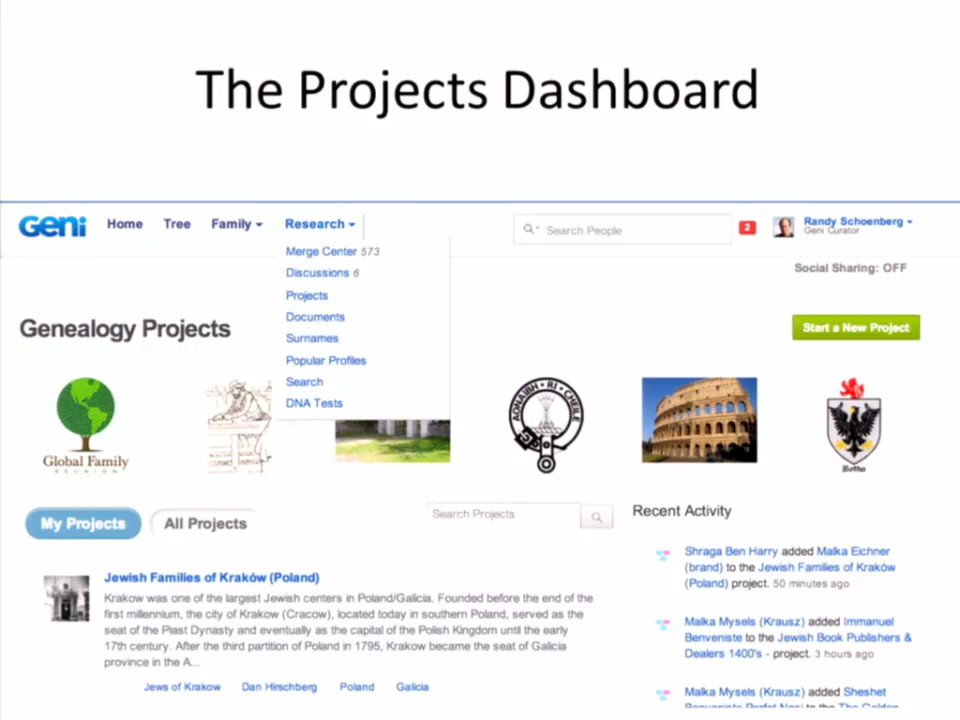 The Projects Dashboard
Geni Home Tree Family Research Search People 2 Randy Schoenberg
Geni Curator
Merge Center 573
Discussions 6
Projects
Documents
Surnames
Popular Profiles
Search
DNA Tests
Social Sharing: OFF
Genealogy Projects
Start a New Project
Global Family
REUNION
AONAIBH • RI • CHEILE
My Projects All Projects Search Projects
Jewish Families of Kraków (Poland)
Krakow was one of the largest Jewish centers in Poland/Galicia. Founded before the end of the
first millennium, the city of Krakow (Cracow), located today in southern Poland, served as the
seat of the Piast Dynasty and eventually as the capital of the Polish Kingdom until the early
17th century. After the third partition of Poland in 1795, Krakow became the seat of Galicia
province in the A...
Jews of Krakow Dan Hirschberg Poland Galicia
Recent Activity
Shraga Ben Harry added Malka Eichner
(brand) to the Jewish Families of Kraków
(Poland) project. 50 minutes ago
Malka Mysels (Krausz) added Immanuel
Benveniste to the Jewish Book Publishers &
Dealers 1400's - project. 3 hours ago
Malka Mysels (Krausz) added Sheshet
to the The Golden